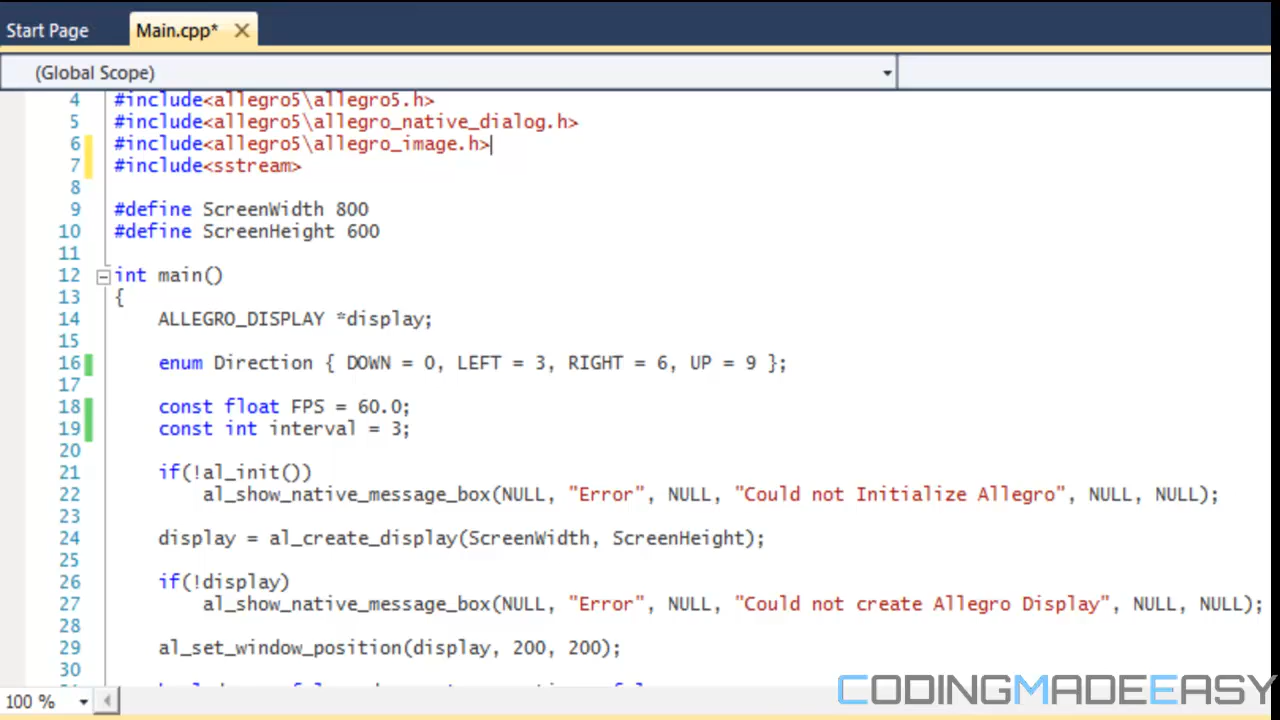 Start Page Main.cpp*
(Global Scope)
4 #include<allegro5\allegro5.h>
5 #include<allegro5\allegro_native_dialog.h>
6 #include<allegro5\allegro_image.h>
7 #include<sstream>
8
9 #define ScreenWidth 800
10 #define ScreenHeight 600
11
12 int main()
13 {
14 ALLEGRO_DISPLAY *display;
15
16 enum Direction { DOWN = 0, LEFT = 3, RIGHT = 6, UP = 9 };
17
18 const float FPS = 60.0;
19 const int interval = 3;
20
21 if(!al_init())
22 al_show_native_message_box(NULL, "Error", NULL, "Could not Initialize Allegro", NULL, NULL);
23
24 display = al_create_display(ScreenWidth, ScreenHeight);
25
26 if(!display)
27 al_show_native_message_box(NULL, "Error", NULL, "Could not create Allegro Display", NULL, NULL);
28
29 al_set_window_position(display, 200, 200);
30
100 %
CODINGMADEEASY